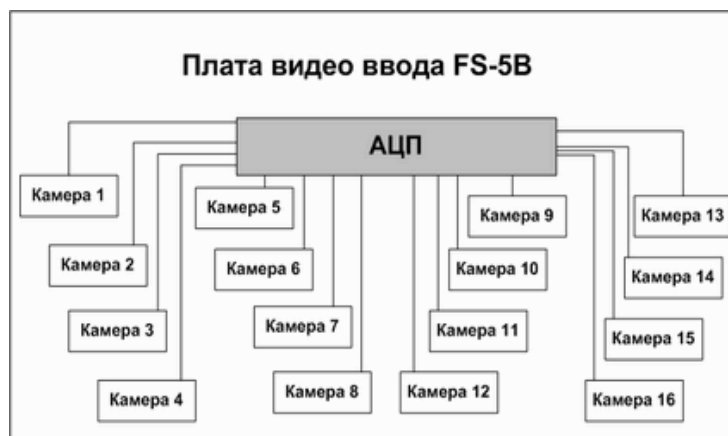 Плата видео ввода FS-5В
АЦП
Камера 1
Камера 2
Камера 3
Камера 4
Камера 5
Камера 6
Камера 7
Камера 8
Камера 9
Камера 10
Камера 11
Камера 12
Камера 13
Камера 14
Камера 15
Камера 16